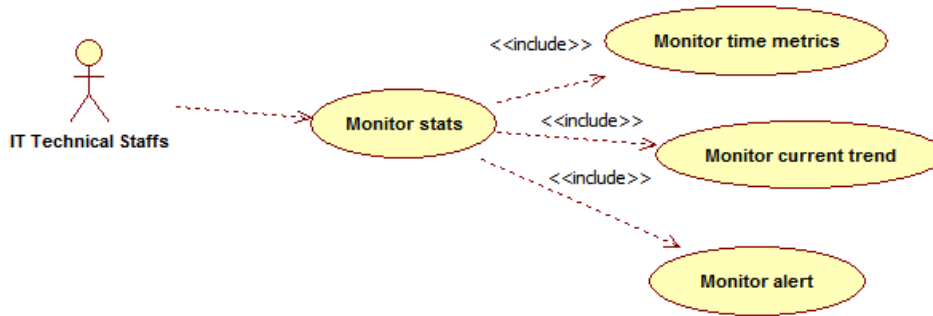 <<include>>
Monitor time metrics
IT Technical Staffs
Monitor stats
<<include>>
Monitor current trend
<<include>>
Monitor alert